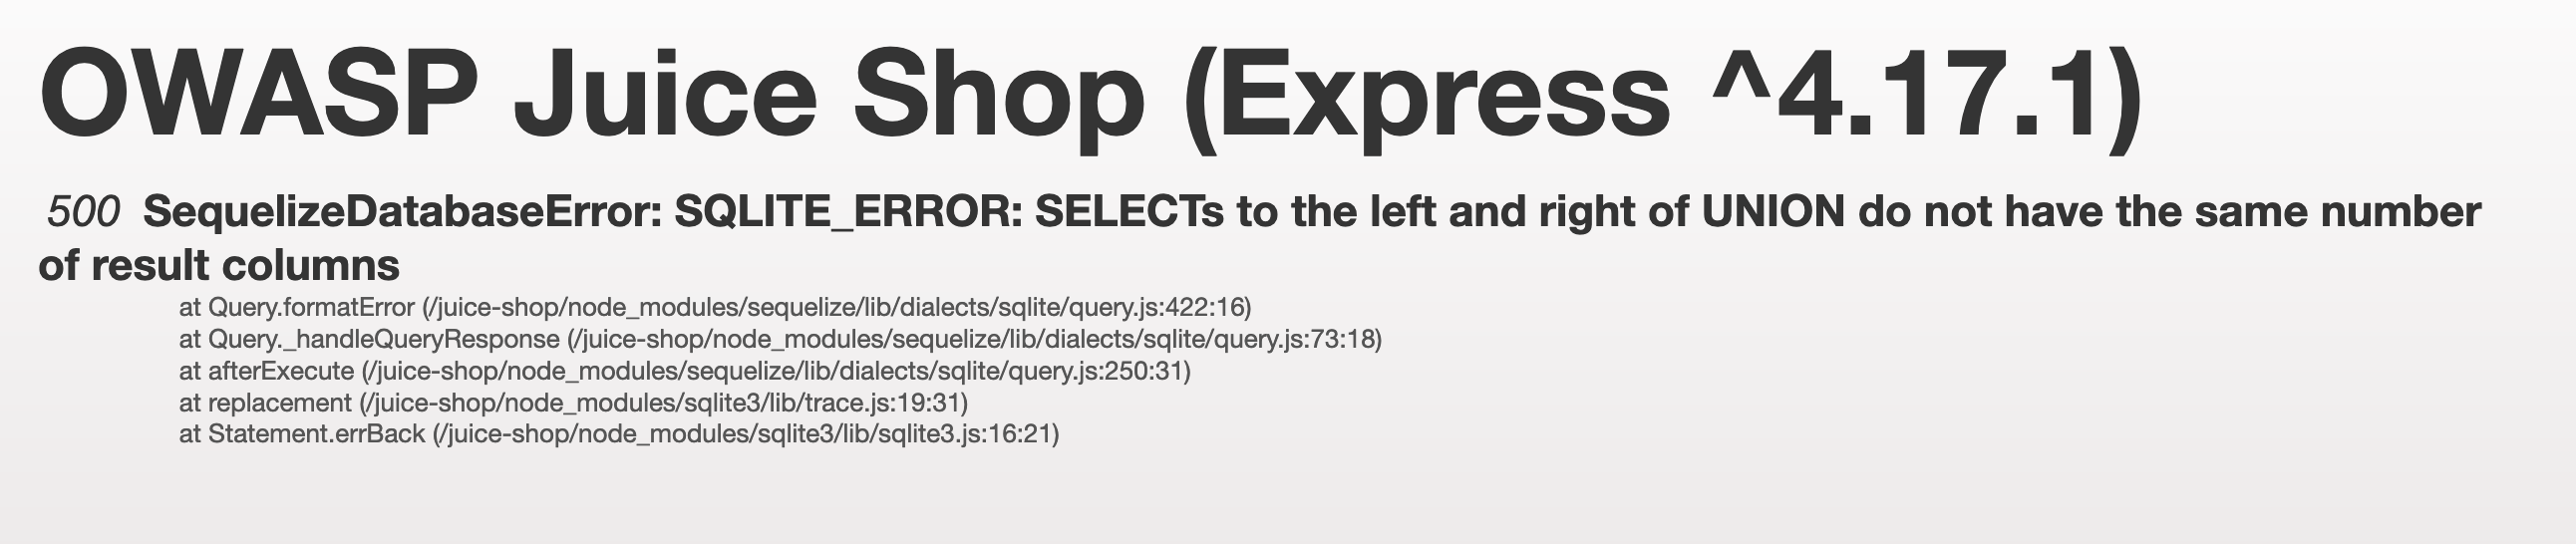 OWASP Juice Shop (Express ^4.17.1)
500 SequelizeDatabaseError: SQLITE_ERROR: SELECTs to the left and right of UNION do not have the same number
of result columns
at Query.formatError (/juice-shop/node_modules/sequelize/lib/dialects/sqlite/query.js:422:16)
at Query._handleQueryResponse (/juice-shop/node_modules/sequelize/lib/dialects/sqlite/query.js:73:18)
at afterExecute (/juice-shop/node_modules/sequelize/lib/dialects/sqlite/query.js:250:31)
at replacement (/juice-shop/node_modules/sqlite3/lib/trace.js:19:31)
at Statement.errBack (/juice-shop/node_modules/sqlite3/lib/sqlite3.js:16:21)